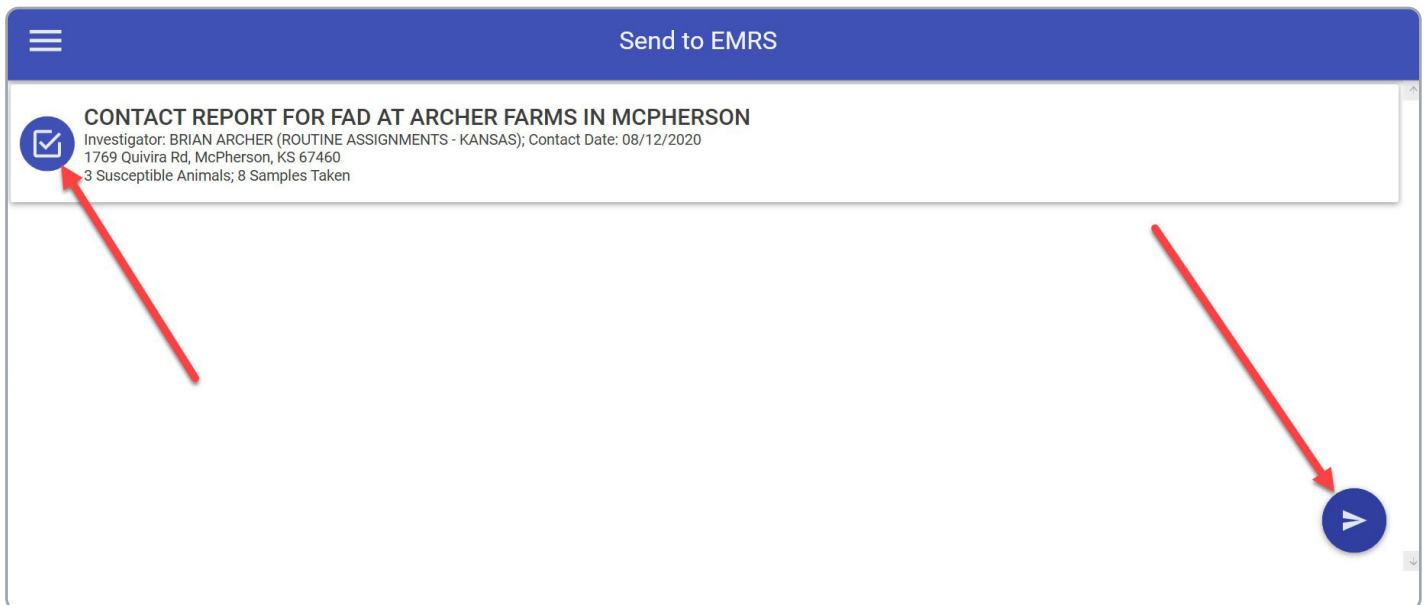 Send to EMRS
CONTACT REPORT FOR FAD AT ARCHER FARMS IN MCPHERSON
Investigator: BRIAN ARCHER (ROUTINE ASSIGNMENTS - KANSAS); Contact Date: 08/12/2020
1769 Quivira Rd, McPherson, KS 67460
3 Susceptible Animals; 8 Samples Taken